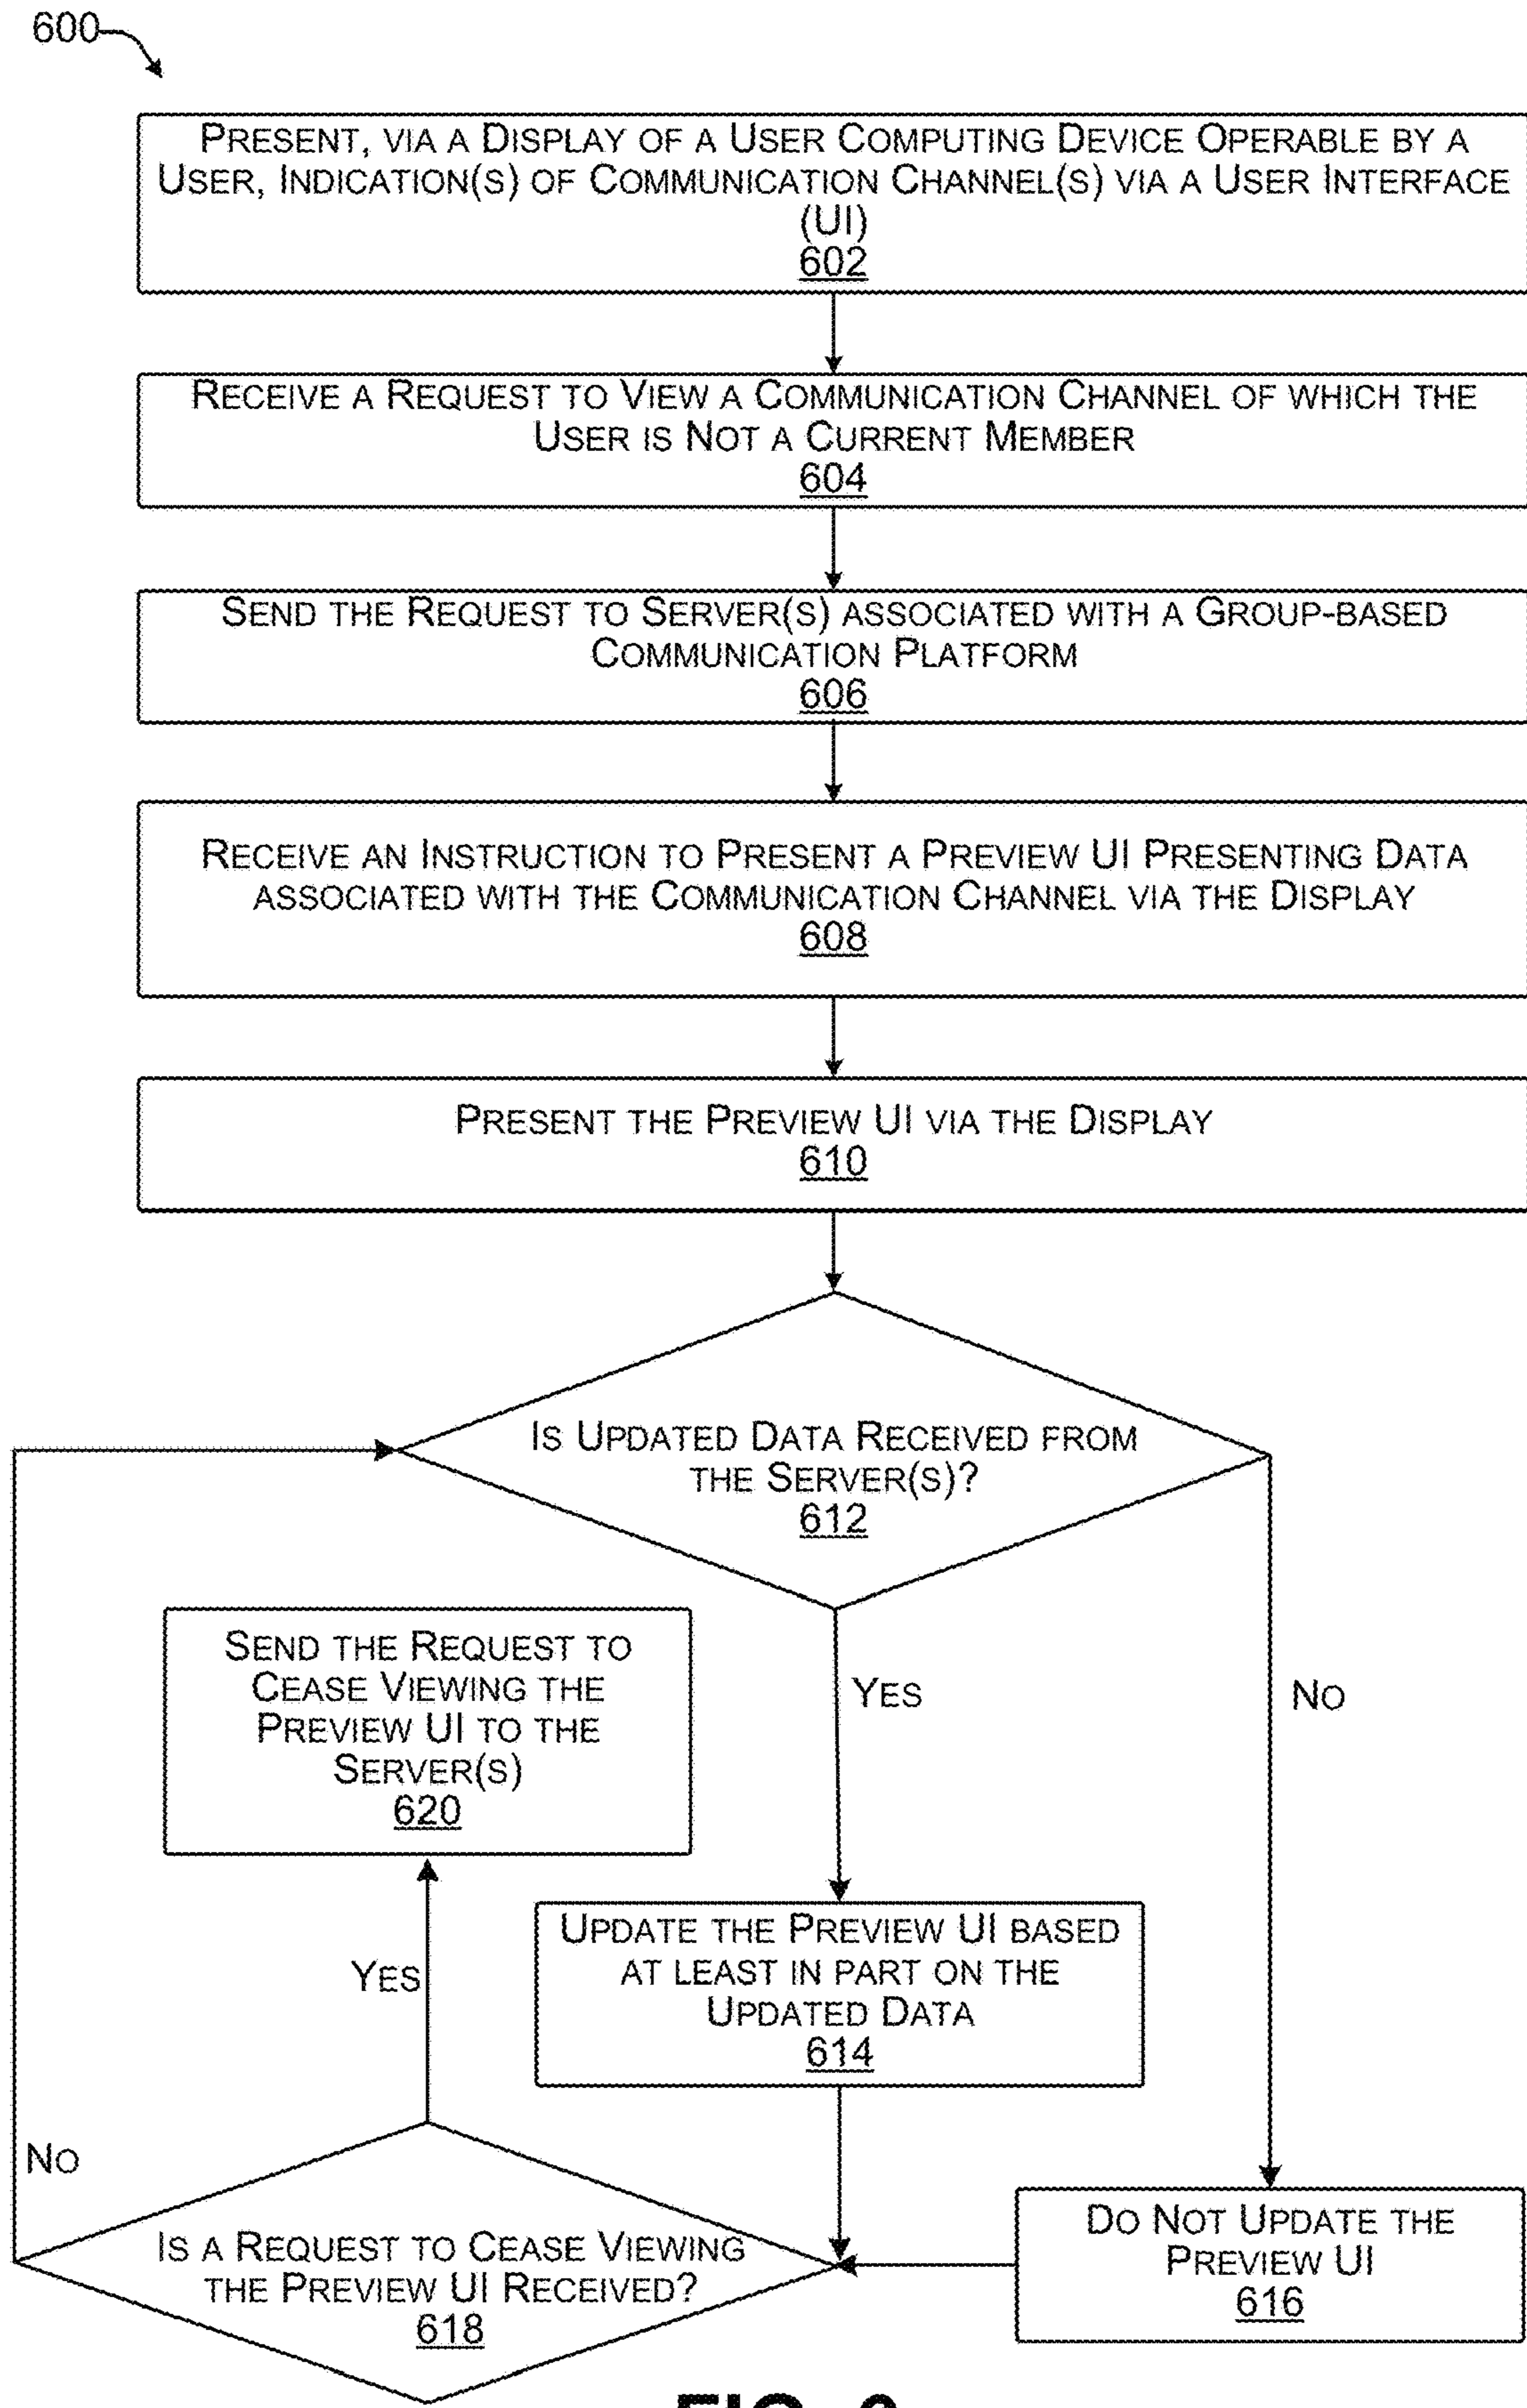 600
PRESENT, VIA A DISPLAY OF A USER COMPUTING DEVICE OPERABLE BY A
USER, INDICATION(S) OF COMMUNICATION CHANNEL(S) VIA A USER INTERFACE
(UI)
602
RECEIVE A REQUEST TO VIEW A COMMUNICATION CHANNEL OF WHICH THE
USER IS NOT A CURRENT MEMBER
604
SEND THE REQUEST TO SERVER(S) ASSOCIATED WITH A GROUP-BASED
COMMUNICATION PLATFORM
606
RECEIVE AN INSTRUCTION TO PRESENT A PREVIEW UI PRESENTING DATA
ASSOCIATED WITH THE COMMUNICATION CHANNEL VIA THE DISPLAY
608
PRESENT THE PREVIEW UI VIA THE DISPLAY
610
IS UPDATED DATA RECEIVED FROM
THE SERVER(S)?
612
SEND THE REQUEST TO
CEASE VIEWING THE
PREVIEW UI TO THE
SERVER(S)
620
YES
NO
UPDATE THE PREVIEW UI BASED
AT LEAST IN PART ON THE
UPDATED DATA
614
YES
NO
IS A REQUEST TO CEASE VIEWING
THE PREVIEW UI RECEIVED?
618
DO NOT UPDATE THE
PREVIEW UI
616